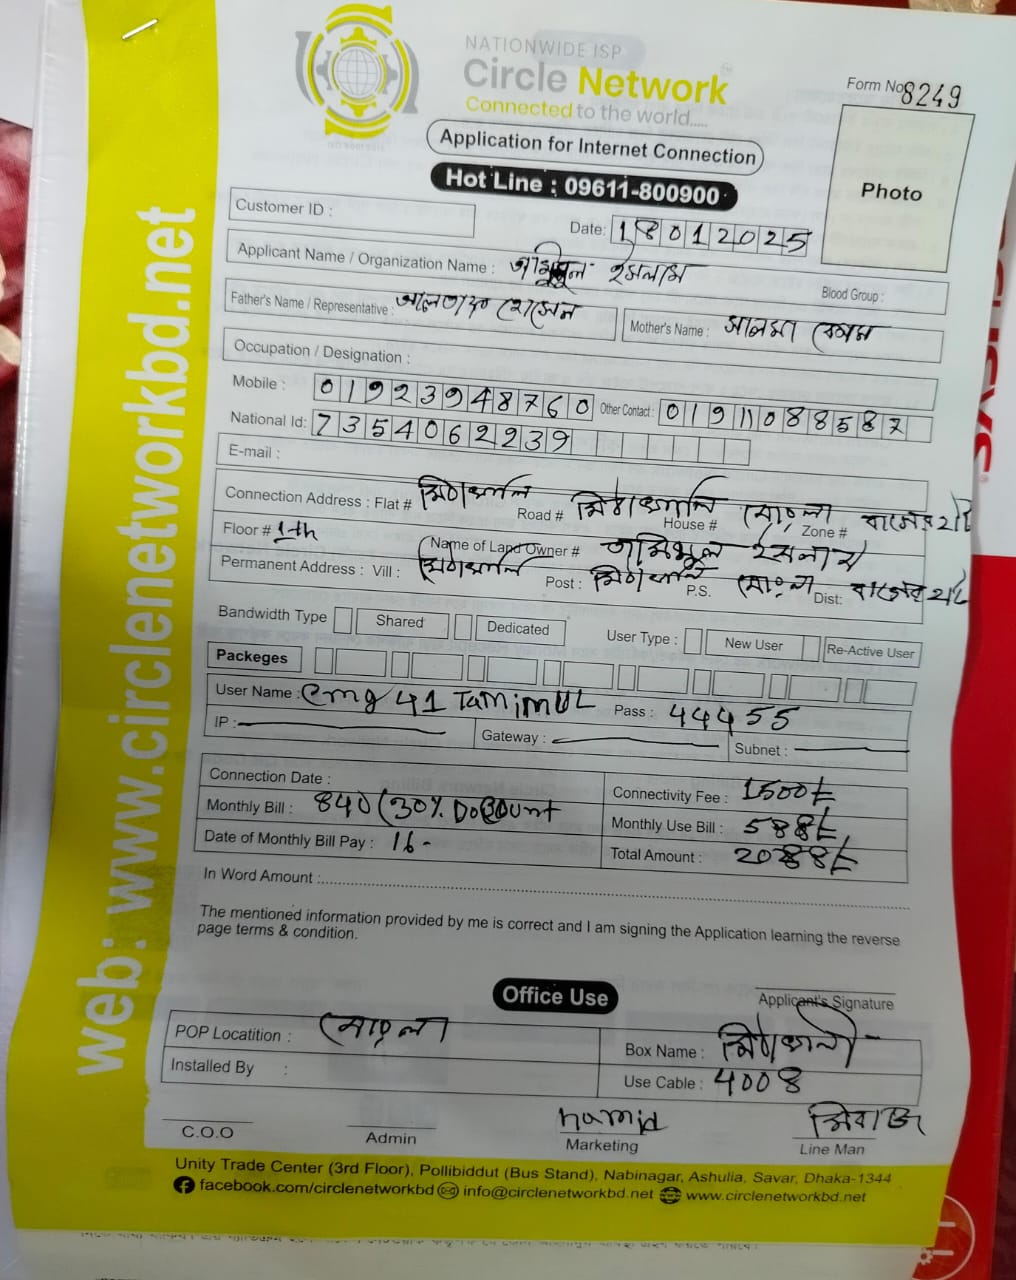 NATIONWIDE ISP
Circle Network
Connected to the world.....
Form No 8249
Application for Internet Connection
Hot Line : 09611-800900
Photo
Customer ID :
Date: 18012025
Applicant Name / Organization Name : ইসলাম
Blood Group :
Father's Name / Representative : আলতাফ হোসেন
Mother's Name : সালমা বেগম
Occupation / Designation :
Mobile : 01923948760 Other Contact : 01911088587
National Id: 7354062239
E-mail :
Connection Address : Flat # মিঠাখালি Road # মিঠাখালি House # মোংলা Zone # বাগেরহাট
Floor # 1th Name of Land Owner # তামিমুল ইসলাম
Permanent Address : Vill : মিঠাখালি Post : মিঠাখালি P.S. মোংলা Dist: বাগেরহাট
Bandwidth Type Shared Dedicated User Type : New User Re-Active User
Packeges
User Name : cmg 41 TamimUL Pass : 44455
IP : Gateway : Subnet :
Connection Date :
Connectivity Fee : 1500/-
Monthly Bill : 840 (30%
Monthly Use Bill : 588/-
Date of Monthly Bill Pay : 16-
Total Amount : 2088/-
In Word Amount :
The mentioned information provided by me is correct and I am signing the Application learning the reverse
page terms & condition.
Applicant's Signature
Office Use
POP Locatition : মোংলা
Box Name : মিঠাখালী
Installed By :
Use Cable : 4008
C.O.O
Admin
hamid
Marketing
মিরাজ
Line Man
Unity Trade Center (3rd Floor), Pollibiddut (Bus Stand), Nabinagar, Ashulia, Savar, Dhaka-1344
facebook.com/circlenetworkbd info@circlenetworkbd.net www.circlenetworkbd.net
web: www.circlenetworkbd.net